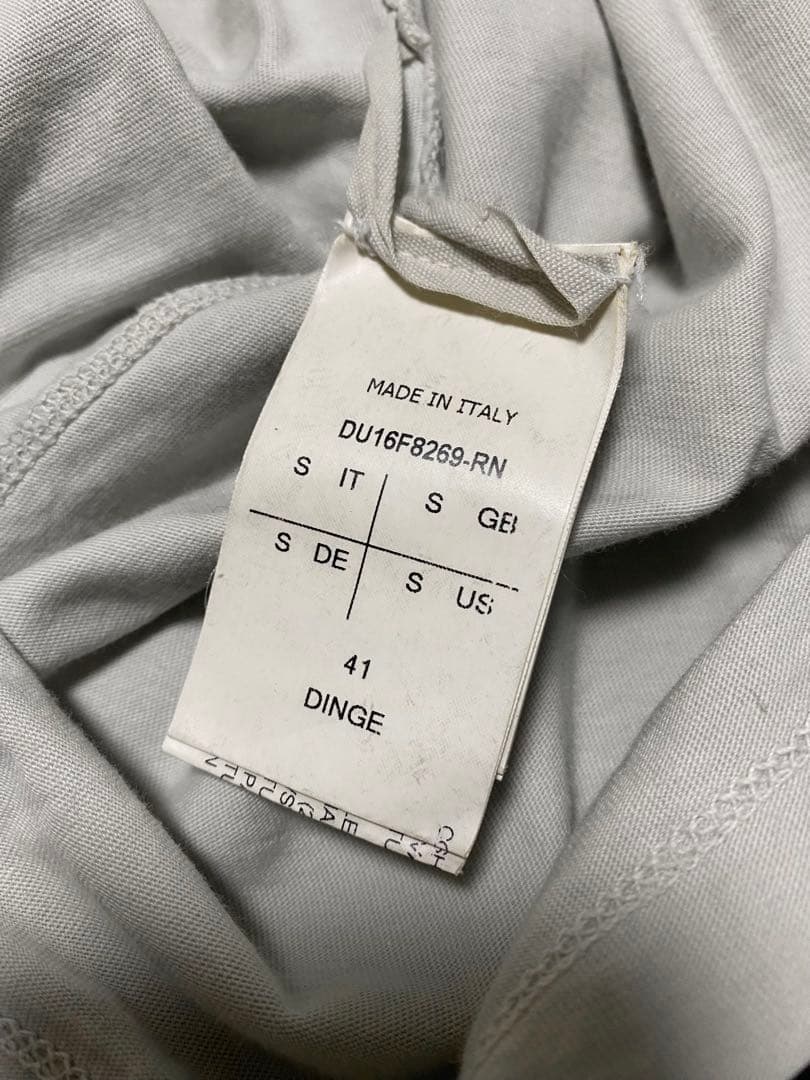 MADE IN ITALY
DU16F8269-RN
S IT S GB
S DE S US
41
DINGE